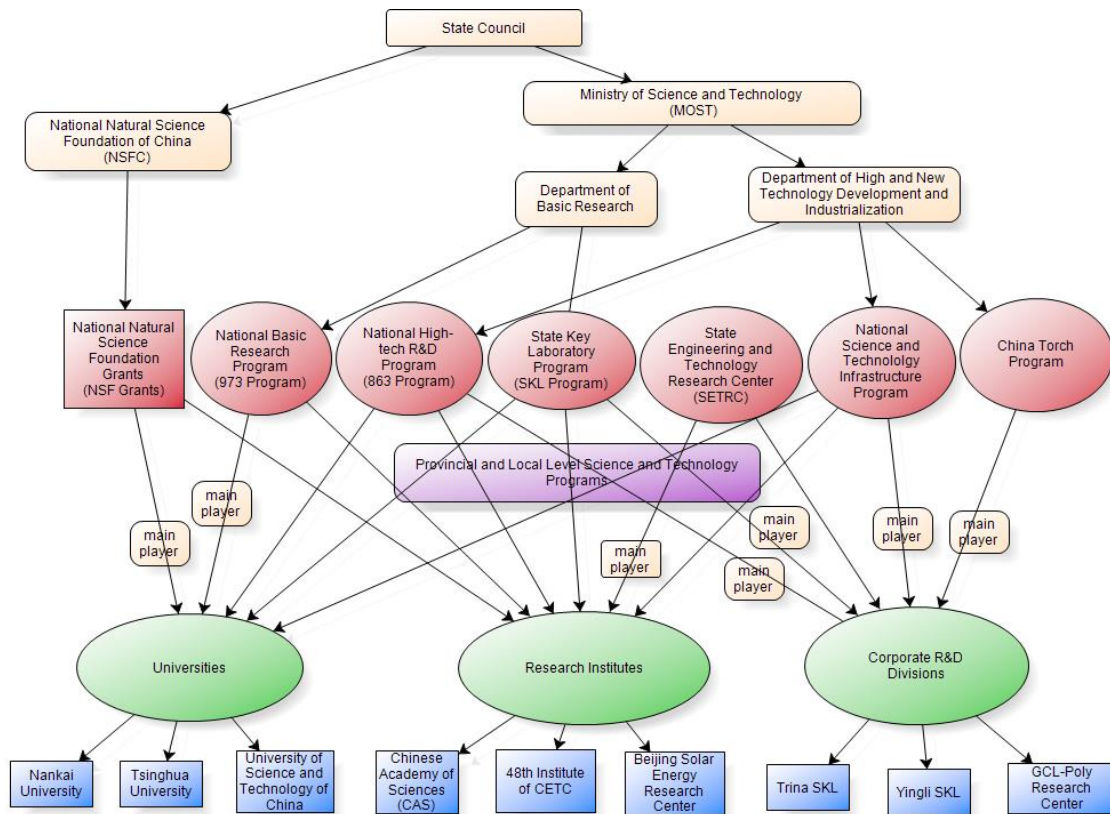 State Council
Ministry of Science and Technology
(MOST)
National Natural Science
Foundation of China
(NSFC)
Department of
Basic Research
Department of High and New
Technology Development and
Industrialization
National Natural
Science
Foundation
Grants
(NSF Grants)
National Basic
Research
Program
(973 Program)
National High-
tech R&D
Program
(863 Program)
State Key
Laboratory
Program
(SKL Program)
State
Engineering and
Technology
Research Center
(SETRC)
National
Science and
Technololgy
Infrastructure
Program
China Torch
Program
Provincial and Local Level Science and Technology
Programs
main
player
main
player
main
player
main
player
main
player
main
player
main
player
Universities
Research Institutes
Corporate R&D
Divisions
Nankai
University
Tsinghua
University
University of
Science and
Technology of
China
Chinese
Academy of
Sciences
(CAS)
48th Institute
of CETC
Beijing Solar
Energy
Research
Center
Trina SKL
Yingli SKL
GCL-Poly
Research
Center